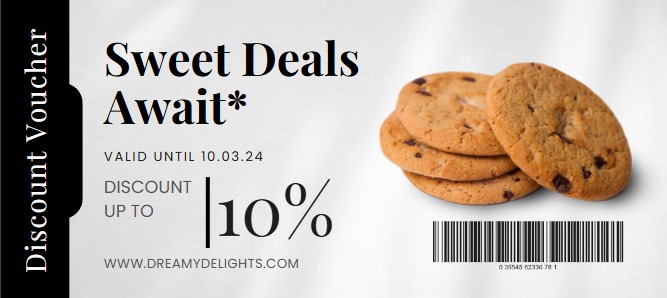 Discount Voucher
Sweet Deals
Await*
VALID UNTIL 10.03.24
DISCOUNT
UP TO
10%
WWW.DREAMYDELIGHTS.COM
0 35545 62336 78 1